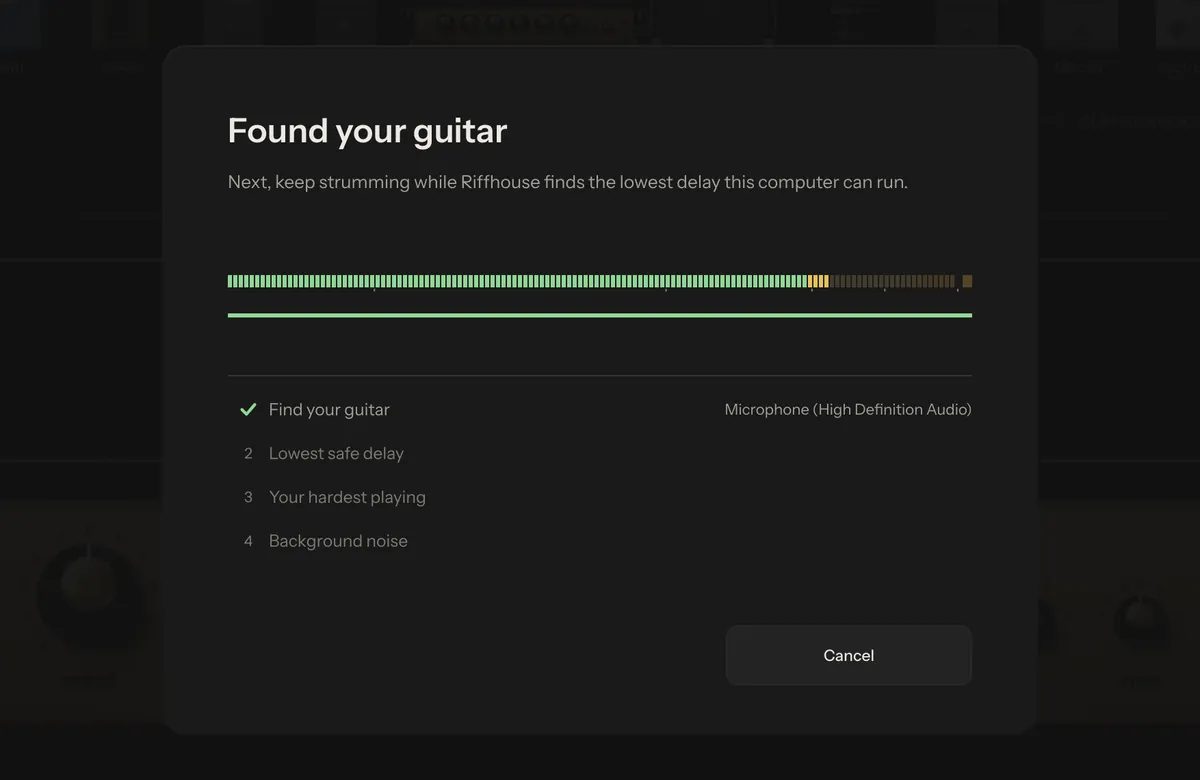 Found your guitar
Next, keep strumming while Riffhouse finds the lowest delay this computer can run.
Find your guitar
Microphone (High Definition Audio)
2 Lowest safe delay
3 Your hardest playing
4 Background noise
Cancel